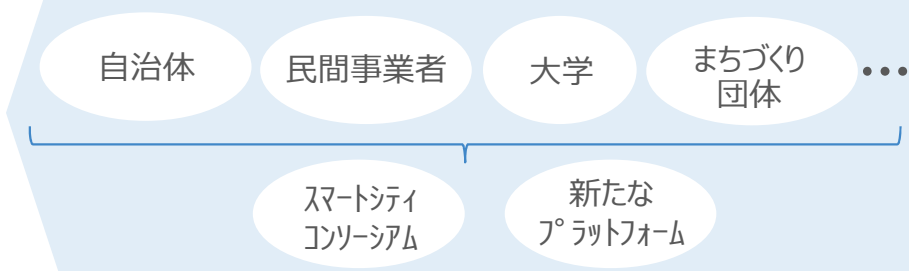 自治体
民間事業者
大学
まちづくり
団体
•••
ｽﾏｰﾄｼﾃｨ
ｺﾝｿｰｼｱﾑ
新たな
ﾌﾟﾗｯﾄﾌｫｰﾑ